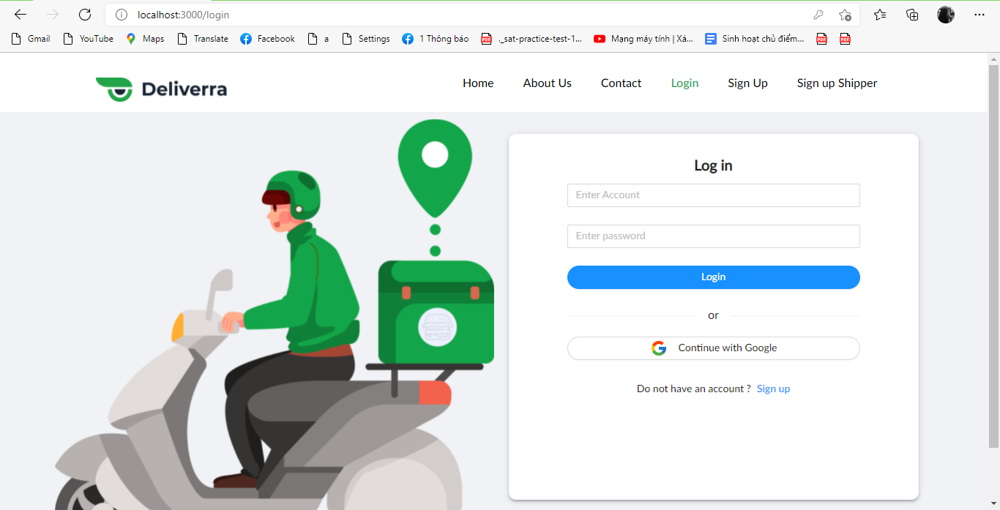 localhost:3000/login
Gmail YouTube Maps Translate Facebook a Settings 1 Thông báo ._sat-practice-test-1... Mạng máy tính | Xá... Sinh hoạt chủ điểm...
Deliverra Home About Us Contact Login Sign Up Sign up Shipper
Log in
Enter Account
Enter password
Login
or
Continue with Google
Do not have an account ? Sign up